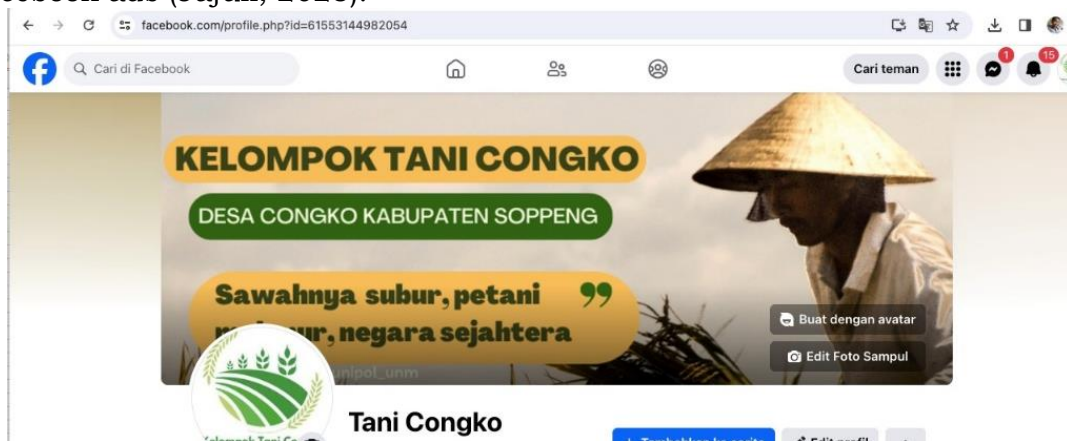 facebook.com/profile.php?id=61553144982054
Cari di Facebook
Cari teman
1
15
KELOMPOK TANI CONGKO
DESA CONGKO KABUPATEN SOPPENG
Sawahnya subur, petani
negara sejahtera
Buat dengan avatar
Edit Foto Sampul
unipol_unm
Tani Congko